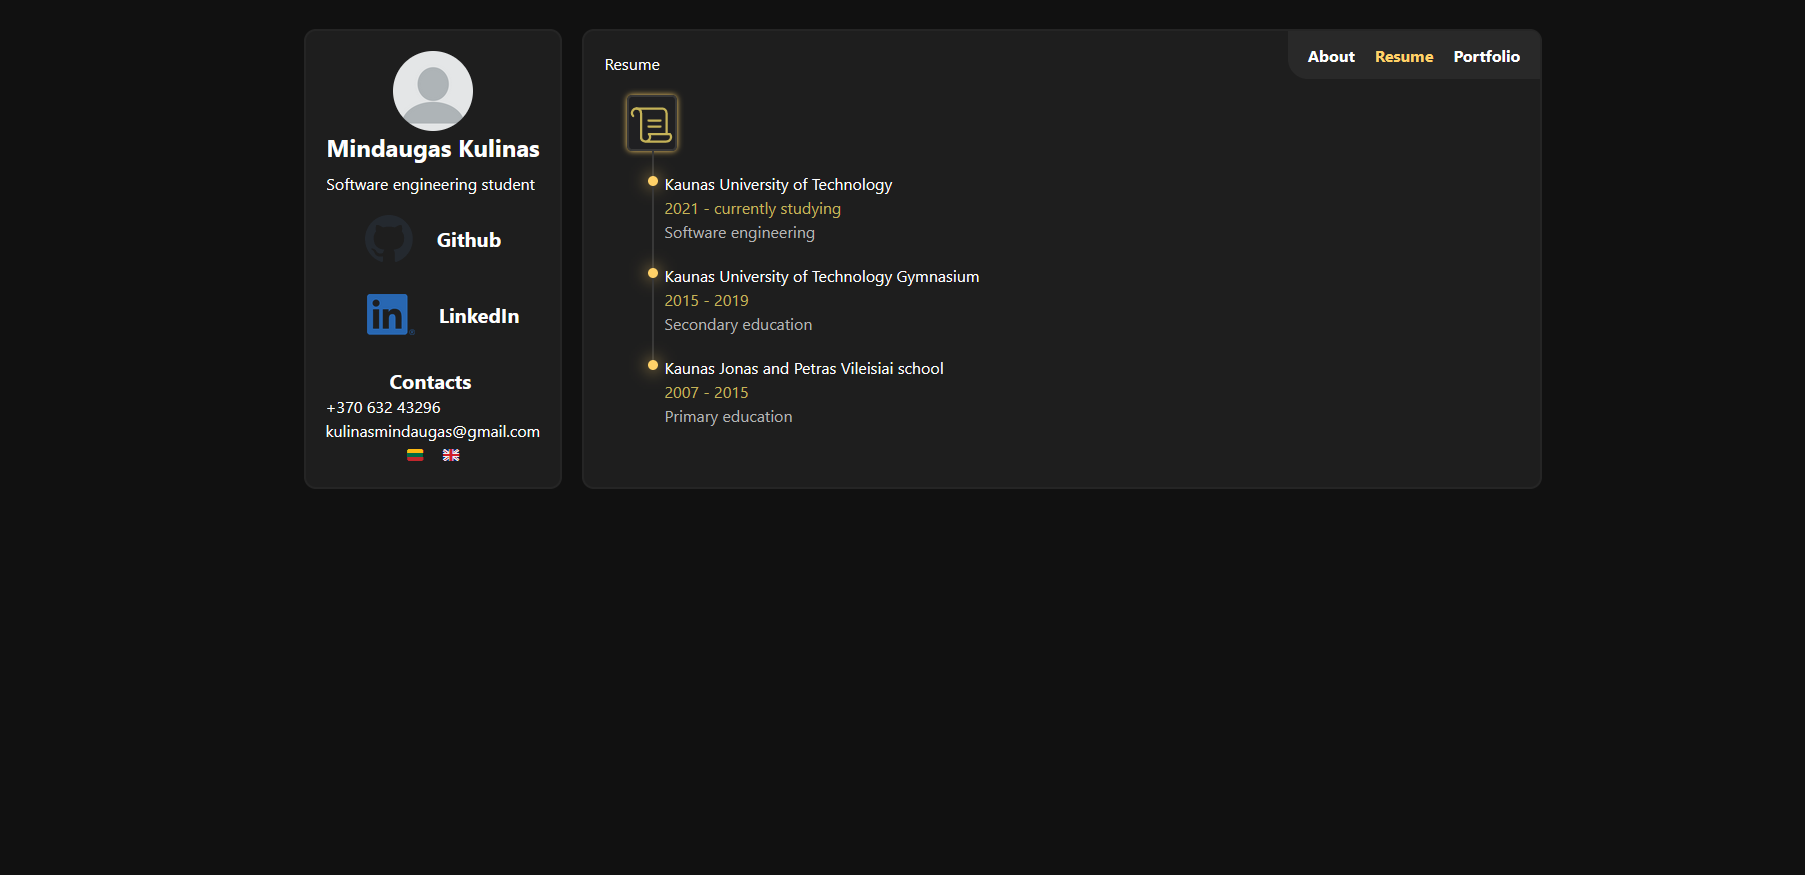 Mindaugas Kulinas
Software engineering student
Github
in LinkedIn
Contacts
+370 632 43296
kulinasmindaugas@gmail.com
About Resume Portfolio
Resume
Kaunas University of Technology
2021 - currently studying
Software engineering
Kaunas University of Technology Gymnasium
2015 - 2019
Secondary education
Kaunas Jonas and Petras Vileisiai school
2007 - 2015
Primary education